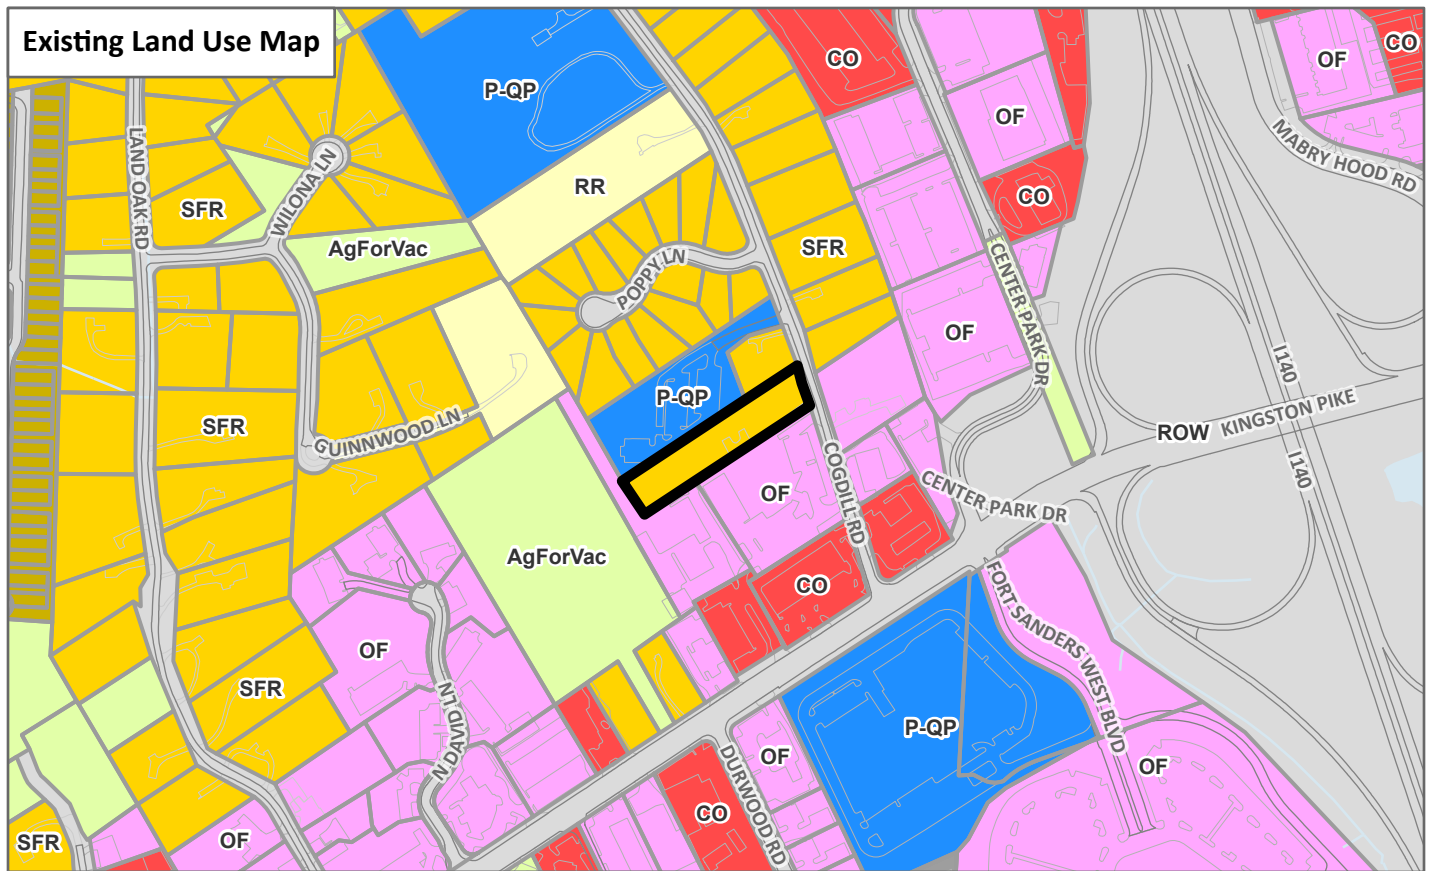 Existing Land Use Map
CO
OF
CO
P-QP
OF
MABRY HOOD RD
LAND OAK RD
WILONA LN
RR
CO
SFR
AgForVac
SFR
POPPY LN
CENTER PARK DR
OF
I140
P-QP
KINGSTON PIKE
ROW
SFR
GUINNWOOD LN
I140
COGDILL RD
OF
CENTER PARK DR
AgForVac
CO
FORT SANDERS WEST BLVD
OF
SFR
N DAVID LN
P-QP
DURWOOD RD
OF
OF
CO
SFR
OF